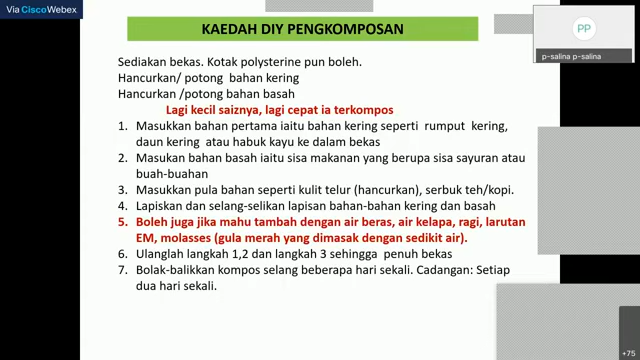 Via Cisco Webex
KAEDAH DIY PENGKOMPOSAN
PP
p-salina p-salina
Sediakan bekas. Kotak polysterine pun boleh.
Hancurkan/ potong bahan kering
Hancurkan /potong bahan basah
Lagi kecil saiznya, lagi cepat ia terkompos
1. Masukkan bahan pertama iaitu bahan kering seperti rumput kering,
daun kering atau habuk kayu ke dalam bekas
2. Masukan bahan basah iaitu sisa makanan yang berupa sisa sayuran atau
buah-buahan
3. Masukkan pula bahan seperti kulit telur (hancurkan), serbuk teh/kopi.
4. Lapiskan dan selang-selikan lapisan bahan-bahan kering dan basah
5. Boleh juga jika mahu tambah dengan air beras, air kelapa, ragi, larutan
EM, molasses (gula merah yang dimasak dengan sedikit air).
6. Ulanglah langkah 1,2 dan langkah 3 sehingga penuh bekas
7. Bolak-balikkan kompos selang beberapa hari sekali. Cadangan: Setiap
dua hari sekali.
+75